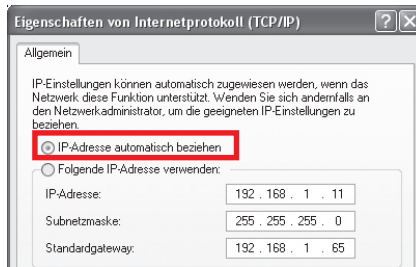 Eigenschaften von Internetprotokoll (TCP/IP)
Allgemein
IP-Einstellungen können automatisch zugewiesen werden, wenn das
Netzwerk diese Funktion unterstützt. Wenden Sie sich andernfalls an
den Netzwerkadministrator, um die geeigneten IP-Einstellungen zu
beziehen.
IP-Adresse automatisch beziehen
Folgende IP-Adresse verwenden:
IP-Adresse: 192 . 168 . 1 . 11
Subnetzmaske: 255 . 255 . 255 . 0
Standardgateway: 192 . 168 . 1 . 65